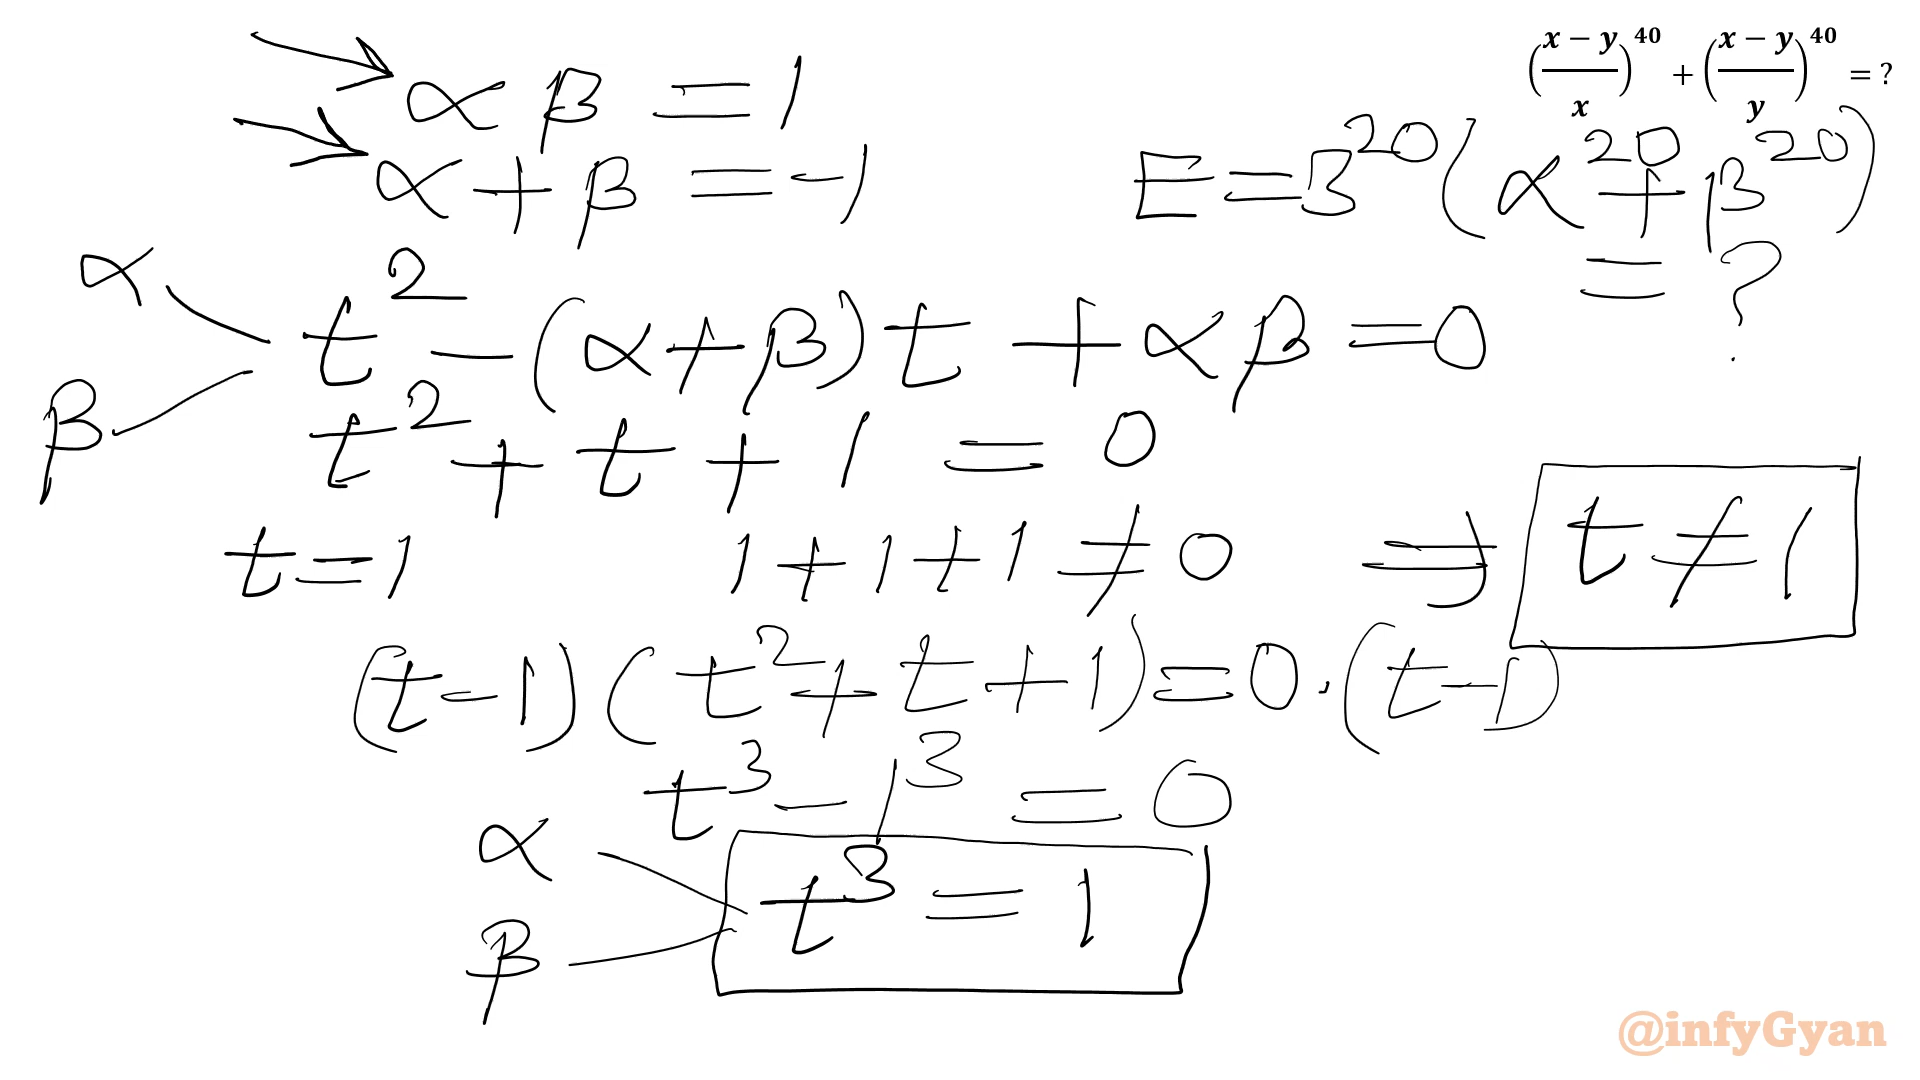 ((x − y)/x)^40 + ((x − y)/y)^40 = ?
αβ = 1
α + β = −1
E = 3^20 (α^20 + β^20)
= ?
α
β
t² − (α + β)t + αβ = 0
t² + t + 1 = 0
t = 1 1 + 1 + 1 ≠ 0 ⇒ t ≠ 1
(t − 1)(t² + t + 1) = 0 · (t − 1)
t³ − 1³ = 0
α
β
t³ = 1
@infyGyan